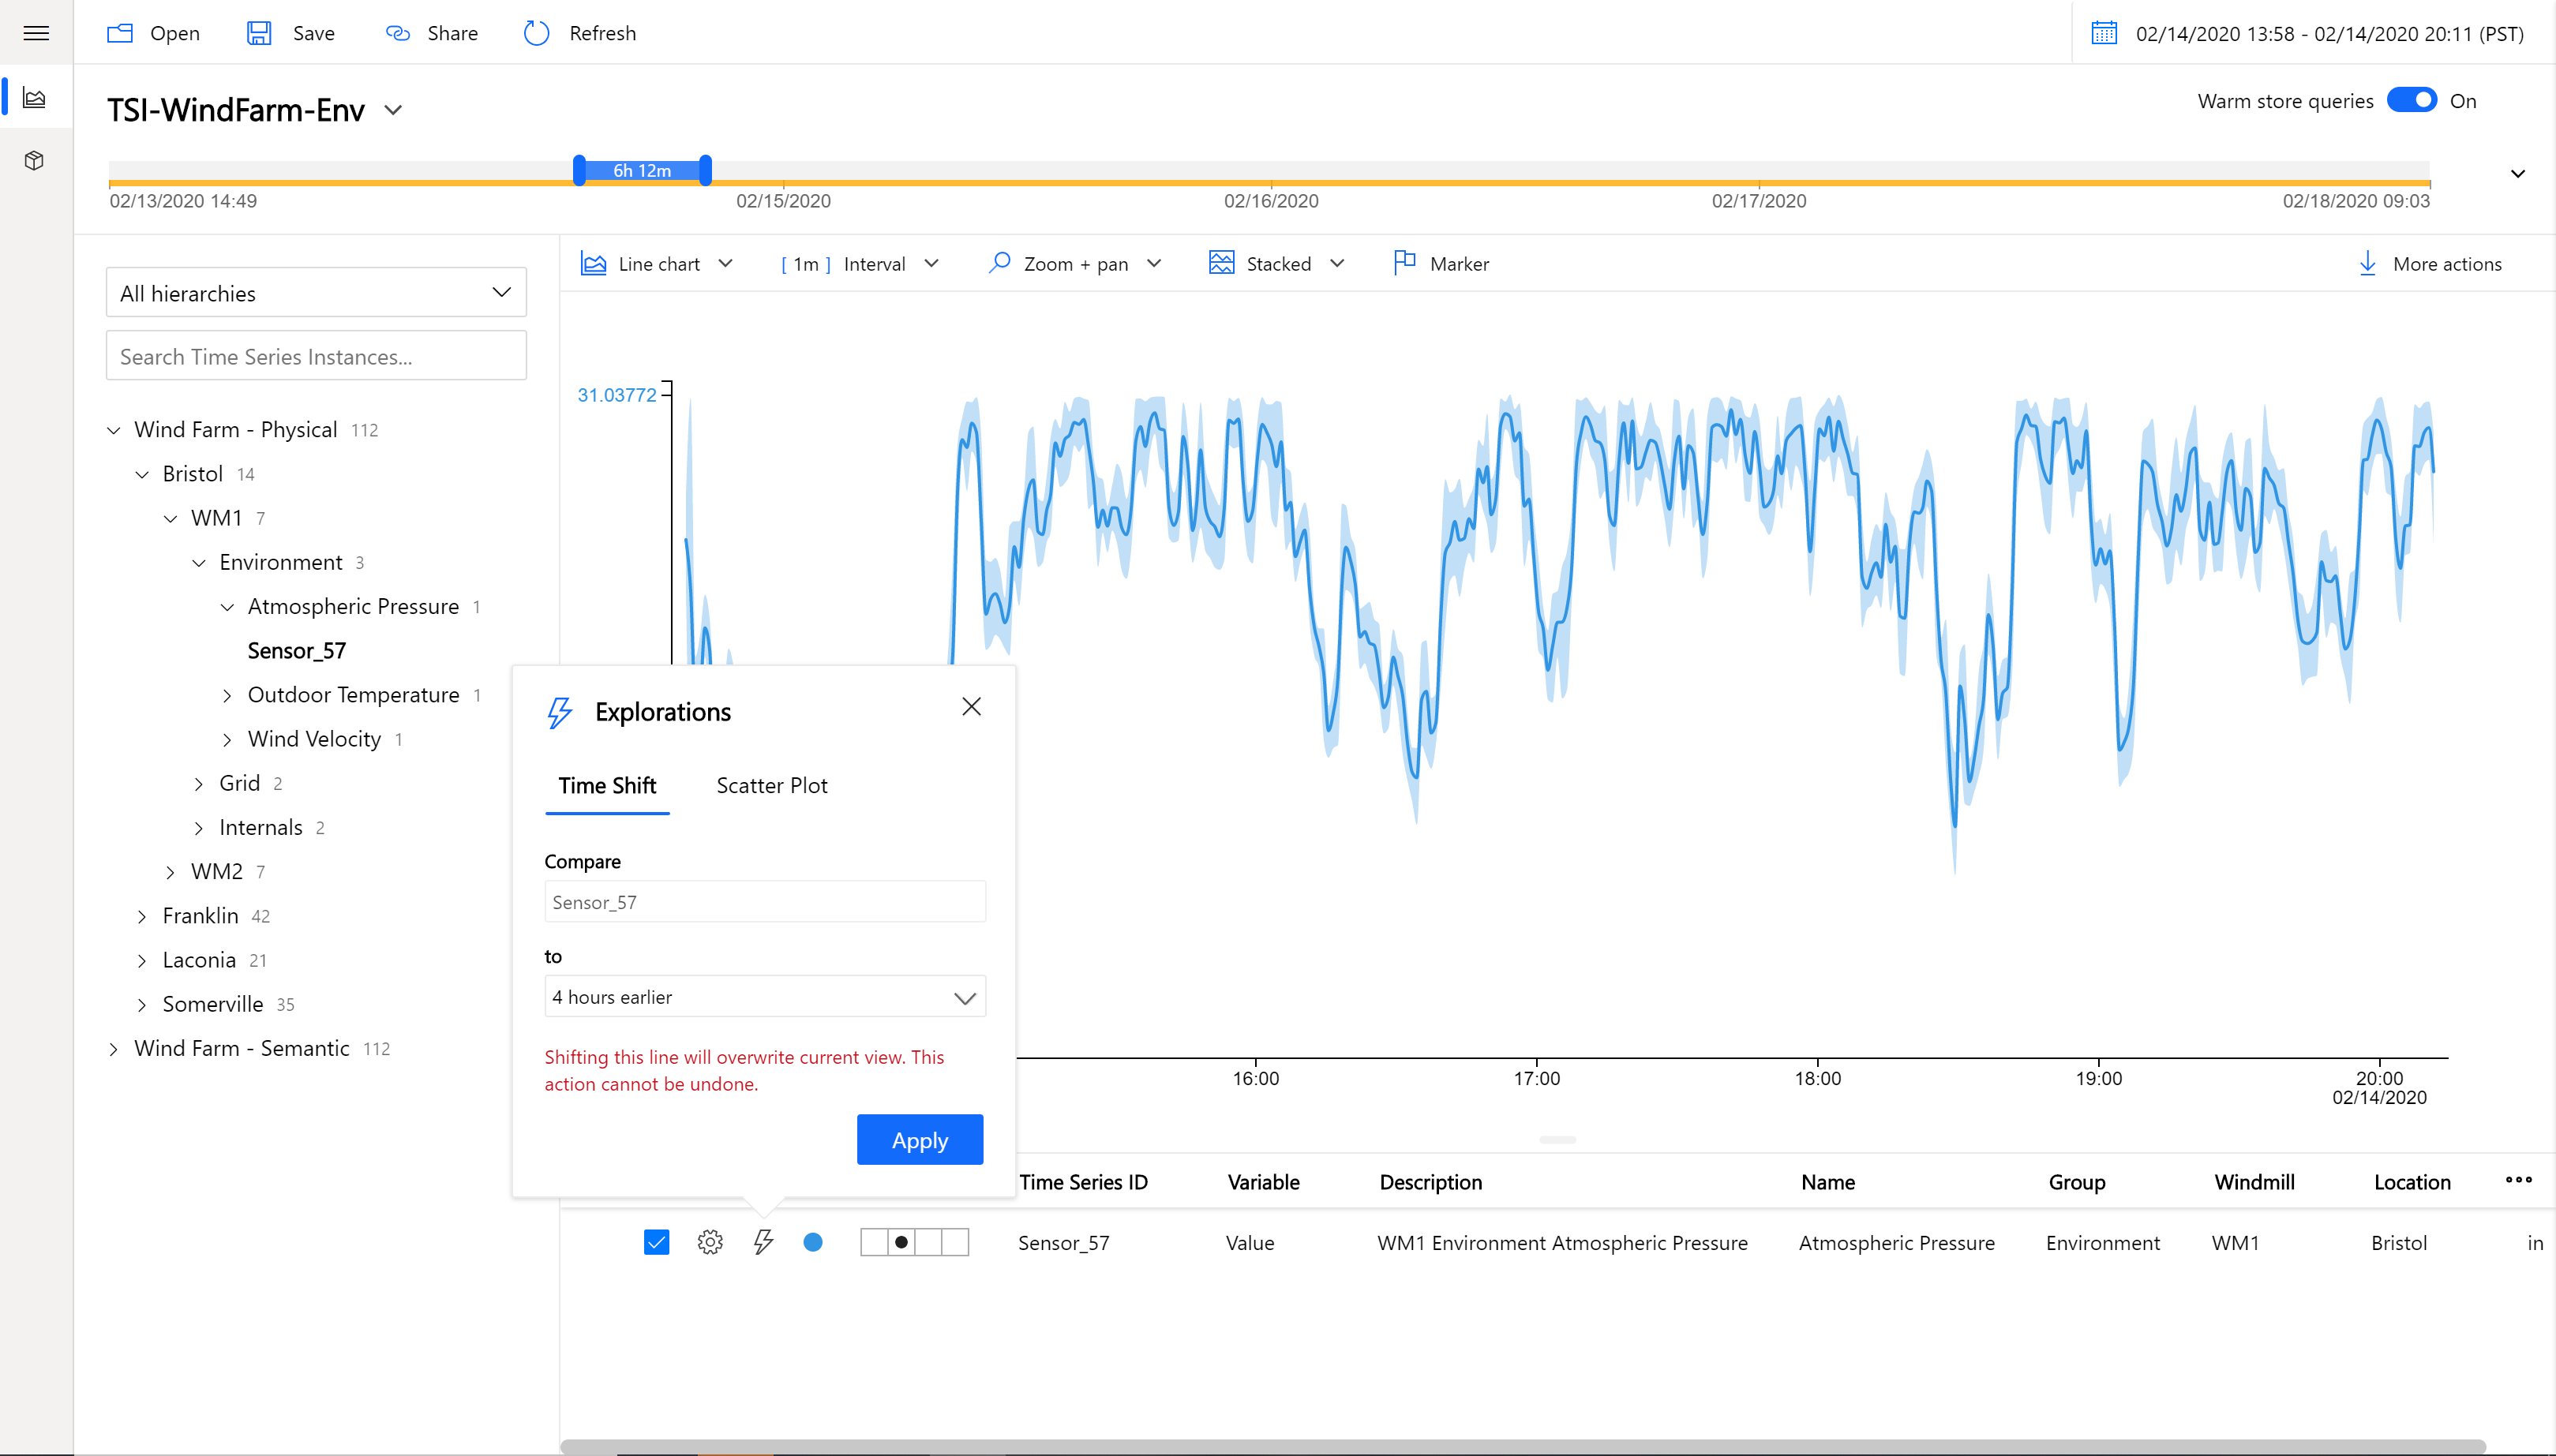 Open Save Share Refresh 02/14/2020 13:58 - 02/14/2020 20:11 (PST)
TSI-WindFarm-Env
Warm store queries On
6h 12m
02/13/2020 14:49 02/15/2020 02/16/2020 02/17/2020 02/18/2020 09:03
Line chart [ 1m ] Interval Zoom + pan Stacked Marker More actions
All hierarchies
Search Time Series Instances...
Wind Farm - Physical 112
Bristol 14
WM1 7
Environment 3
Atmospheric Pressure 1
Sensor_57
Outdoor Temperature 1
Wind Velocity 1
Grid 2
Internals 2
WM2 7
Franklin 42
Laconia 21
Somerville 35
Wind Farm - Semantic 112
31.03772
Explorations
Time Shift Scatter Plot
Compare
Sensor_57
to
4 hours earlier
Shifting this line will overwrite current view. This
action cannot be undone.
Apply
16:00 17:00 18:00 19:00 20:00
02/14/2020
Time Series ID Variable Description Name Group Windmill Location
Sensor_57 Value WM1 Environment Atmospheric Pressure Atmospheric Pressure Environment WM1 Bristol in